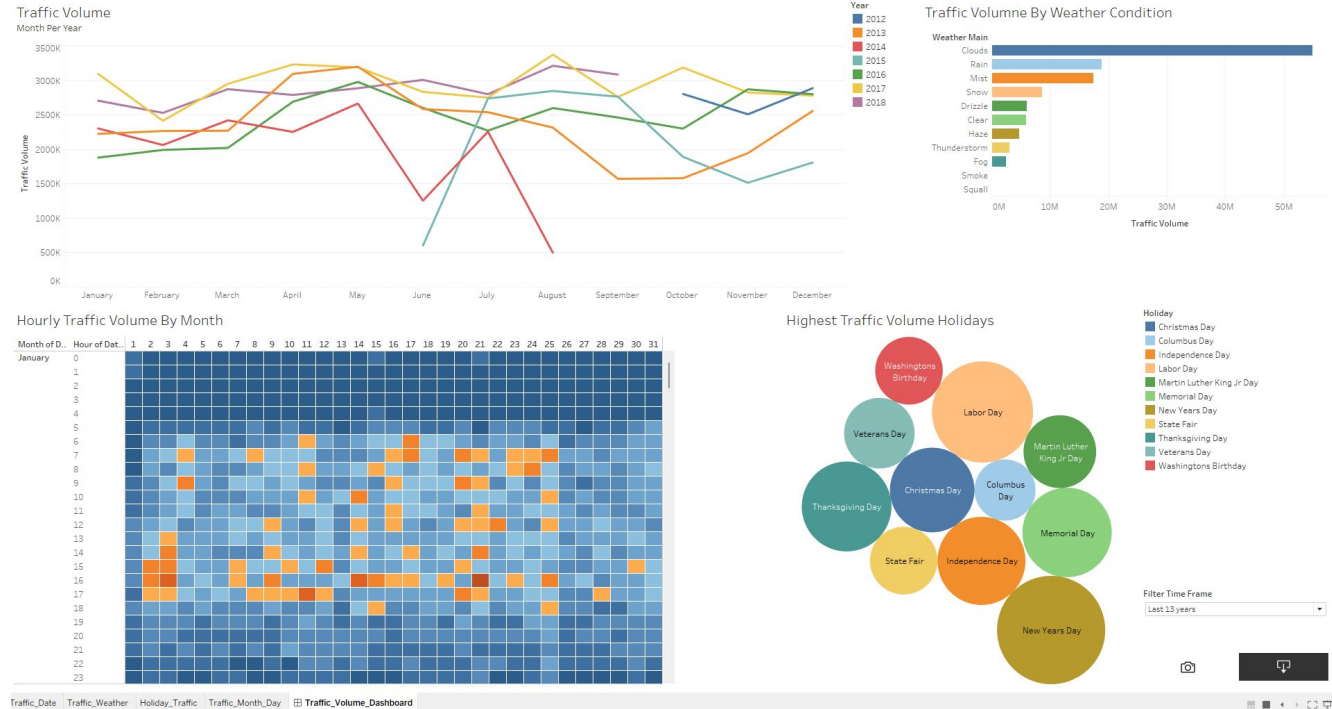 Traffic Volume
Month Per Year
3500K
3000K
2500K
2000K
1500K
1000K
500K
0K
Traffic Volume
January February March April May June July August September October November December
Year
2012
2013
2014
2015
2016
2017
2018
Traffic Volumne By Weather Condition
Weather Main
Clouds
Rain
Mist
Snow
Drizzle
Clear
Haze
Thunderstorm
Fog
Smoke
Squall
0M 10M 20M 30M 40M 50M
Traffic Volume
Hourly Traffic Volume By Month
Month of D.. Hour of Dat.. 1 2 3 4 5 6 7 8 9 10 11 12 13 14 15 16 17 18 19 20 21 22 23 24 25 26 27 28 29 30 31
January 0
1
2
3
4
5
6
7
8
9
10
11
12
13
14
15
16
17
18
19
20
21
22
23
Highest Traffic Volume Holidays
Washingtons
Birthday
Labor Day
Veterans Day
Martin Luther
King Jr Day
Christmas Day
Columbus
Day
Thanksgiving Day
Memorial Day
State Fair
Independence Day
New Years Day
Holiday
Christmas Day
Columbus Day
Independence Day
Labor Day
Martin Luther King Jr Day
Memorial Day
New Years Day
State Fair
Thanksgiving Day
Veterans Day
Washingtons Birthday
Filter Time Frame
Last 13 years
Traffic_Date Traffic_Weather Holiday_Traffic Traffic_Month_Day Traffic_Volume_Dashboard